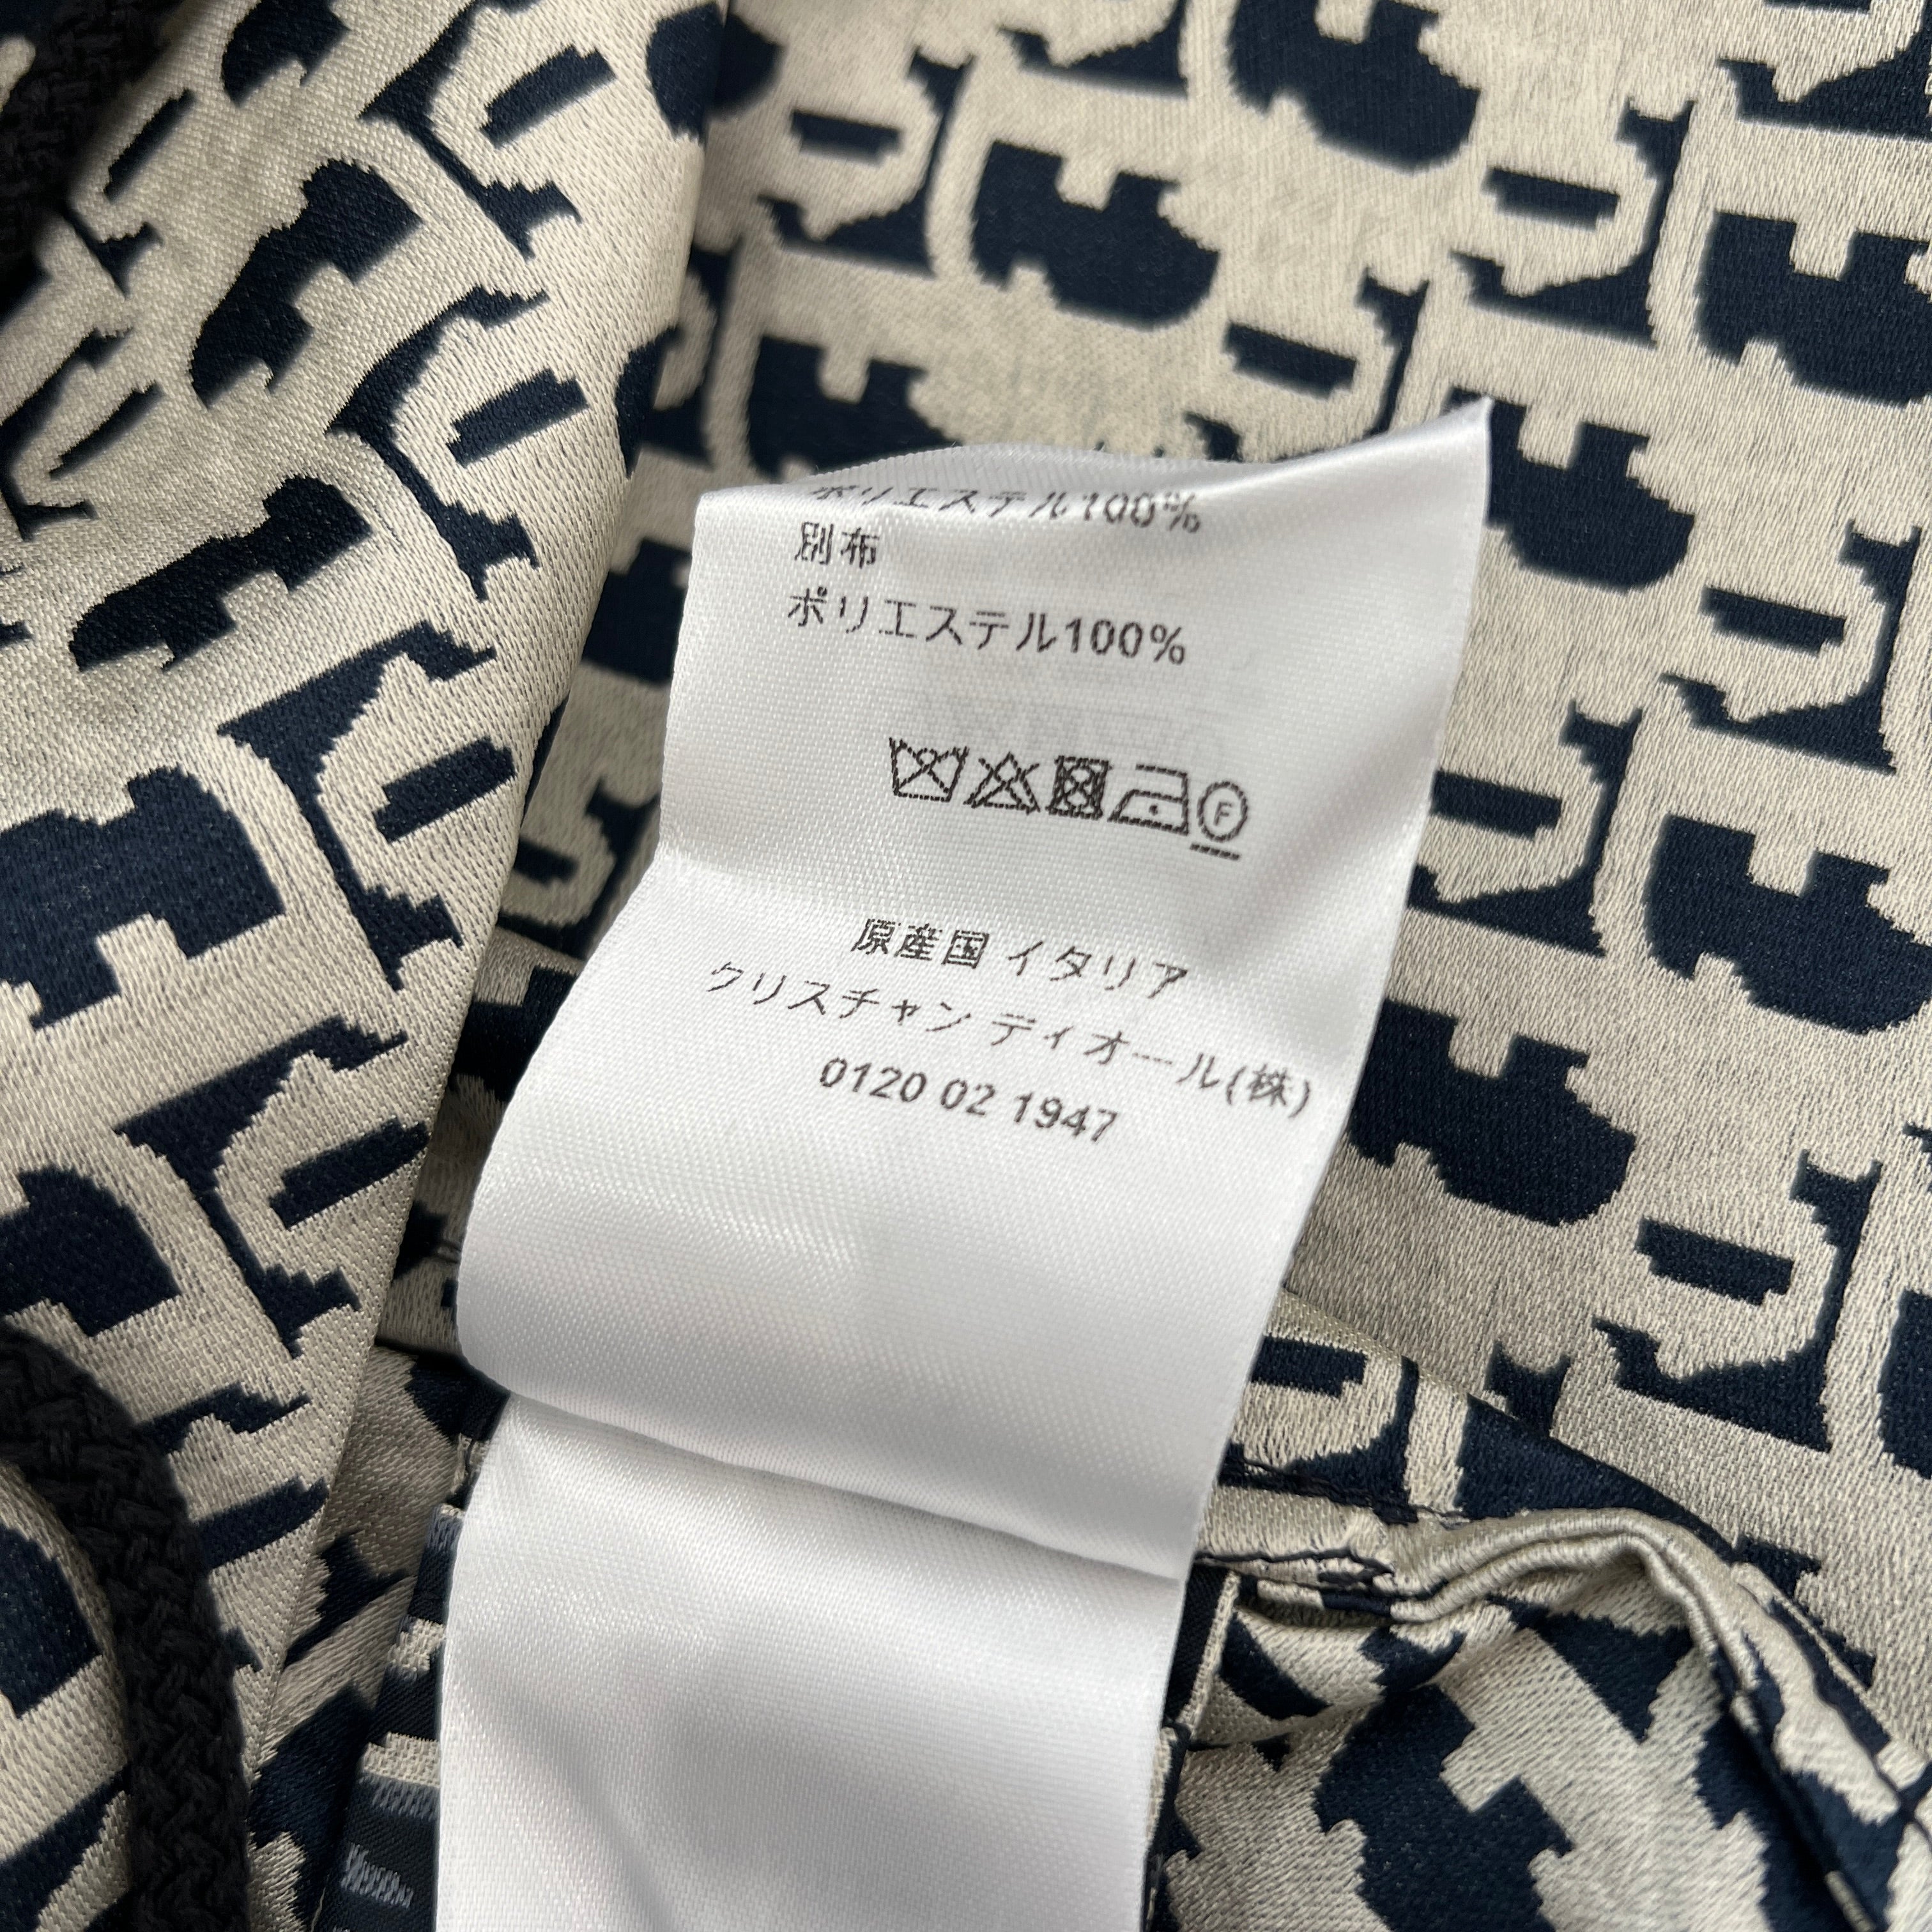 ポリエステル100%
別布
ポリエステル100%
F
原産国 イタリア
クリスチャン ディオール(株)
0120 02 1947